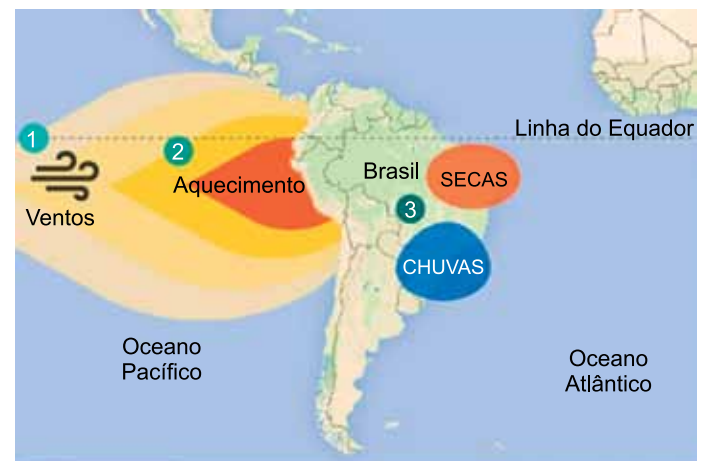 Linha do Equador
1
2
Brasil
SECAS
Aquecimento
Ventos
3
CHUVAS
Oceano
Pacífico
Oceano
Atlântico